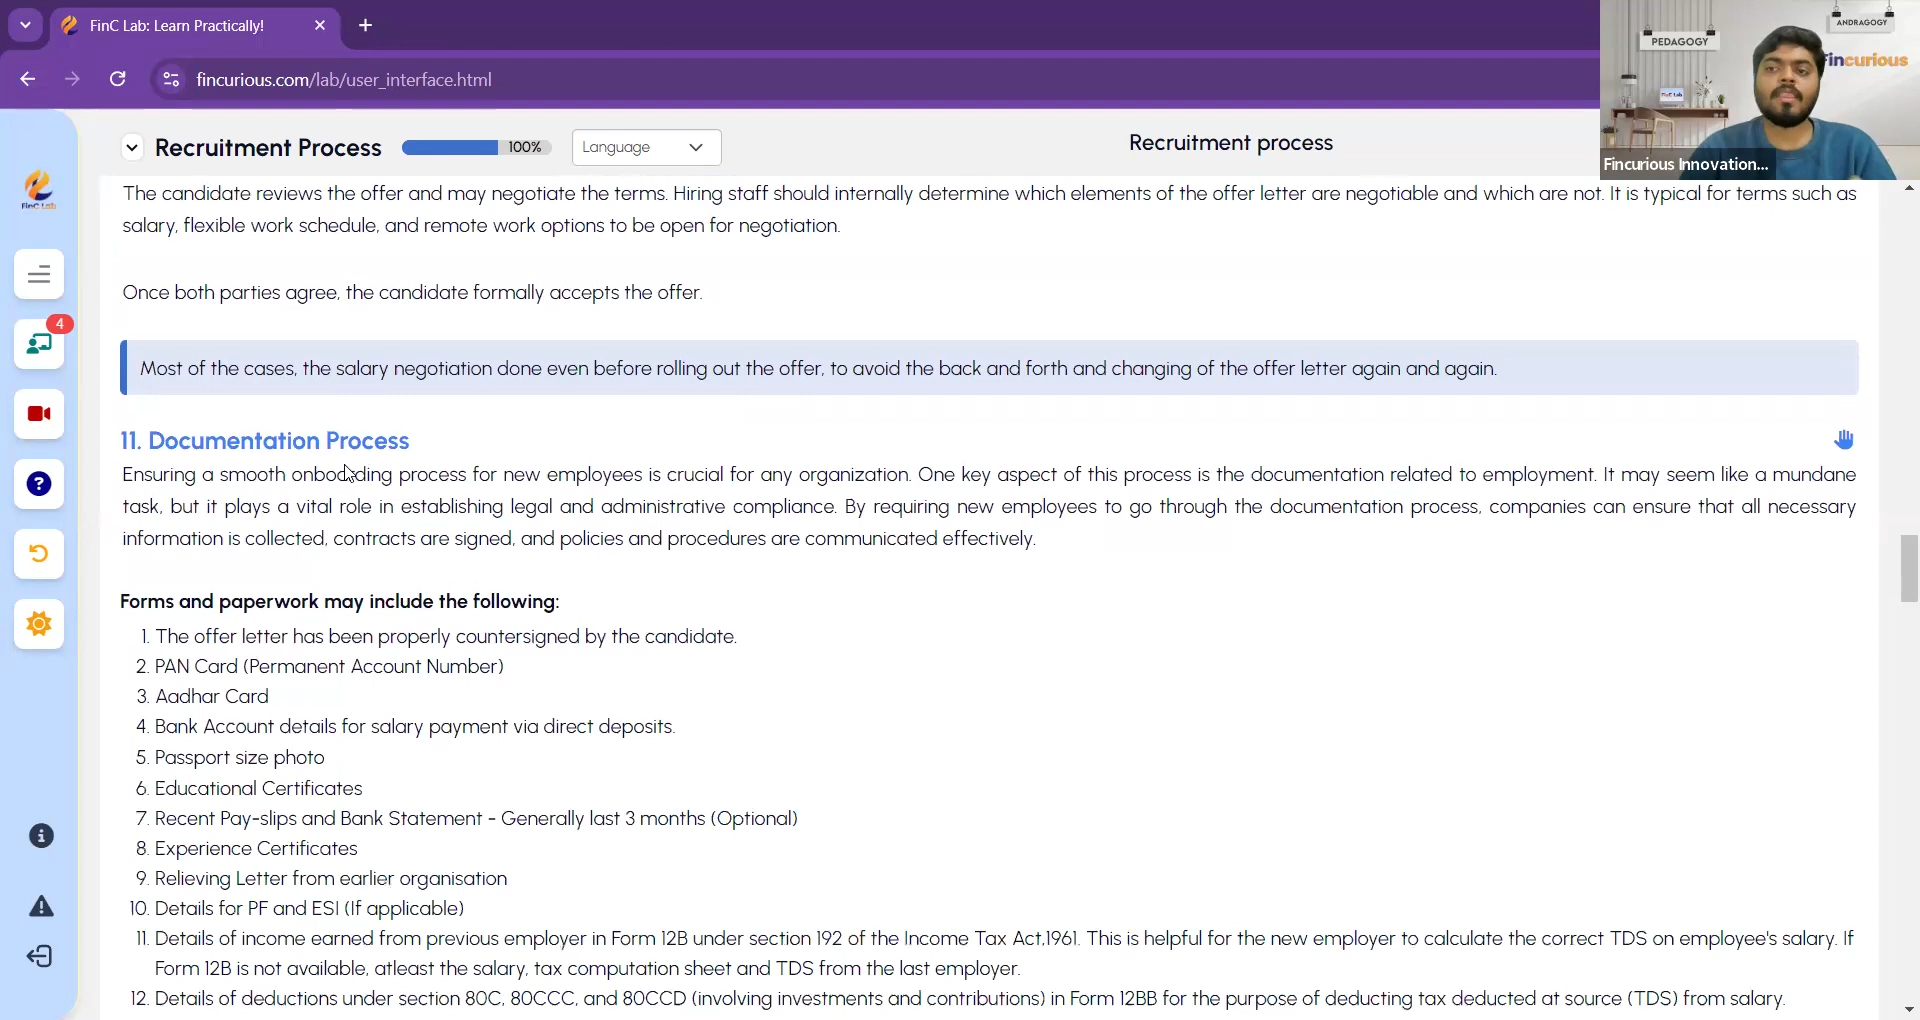 FinC Lab: Learn Practically!
fincurious.com/lab/user_interface.html
PEDAGOGY
ANDRAGOGY
Fincurious
FinC Lab
Fincurious Innovation...
FinC Lab
Recruitment Process
100%
Language
Recruitment process
The candidate reviews the offer and may negotiate the terms. Hiring staff should internally determine which elements of the offer letter are negotiable and which are not. It is typical for terms such as
salary, flexible work schedule, and remote work options to be open for negotiation.
Once both parties agree, the candidate formally accepts the offer.
4
Most of the cases, the salary negotiation done even before rolling out the offer, to avoid the back and forth and changing of the offer letter again and again.
11. Documentation Process
Ensuring a smooth onboarding process for new employees is crucial for any organization. One key aspect of this process is the documentation related to employment. It may seem like a mundane
task, but it plays a vital role in establishing legal and administrative compliance. By requiring new employees to go through the documentation process, companies can ensure that all necessary
information is collected, contracts are signed, and policies and procedures are communicated effectively.
Forms and paperwork may include the following:
1. The offer letter has been properly countersigned by the candidate.
2. PAN Card (Permanent Account Number)
3. Aadhar Card
4. Bank Account details for salary payment via direct deposits.
5. Passport size photo
6. Educational Certificates
7. Recent Pay-slips and Bank Statement - Generally last 3 months (Optional)
8. Experience Certificates
9. Relieving Letter from earlier organisation
10. Details for PF and ESI (If applicable)
11. Details of income earned from previous employer in Form 12B under section 192 of the Income Tax Act,1961. This is helpful for the new employer to calculate the correct TDS on employee's salary. If
Form 12B is not available, atleast the salary, tax computation sheet and TDS from the last employer.
12. Details of deductions under section 80C, 80CCC, and 80CCD (involving investments and contributions) in Form 12BB for the purpose of deducting tax deducted at source (TDS) from salary.